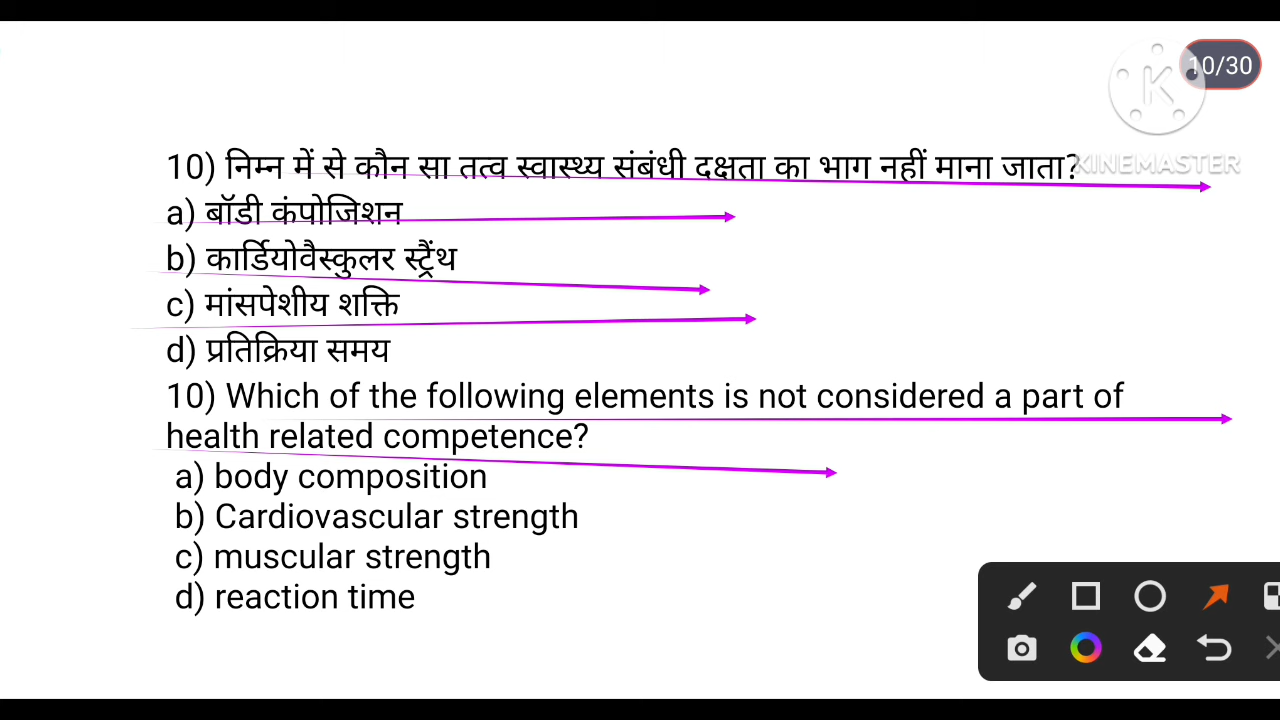 10/30
KINEMASTER
10) निम्न में से कौन सा तत्व स्वास्थ्य संबंधी दक्षता का भाग नहीं माना जाता?
a) बॉडी कंपोजिशन
b) कार्डियोवैस्कुलर स्ट्रैंथ
c) मांसपेशीय शक्ति
d) प्रतिक्रिया समय
10) Which of the following elements is not considered a part of
health related competence?
a) body composition
b) Cardiovascular strength
c) muscular strength
d) reaction time